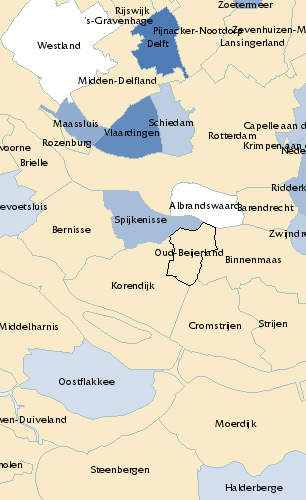 Rijswijk
Zoetermeer
's-Gravenhage
Pijnacker-Nootdorp
Zevenhuizen-M
Westland
Delft
Lansingerland
Midden-Delfland
Maassluis
Schiedam
Capelle aan d
Vlaardingen
Rotterdam
Rozenburg
Krimpen aan
voorne
Nede
Brielle
Ridderk
evoetsluis
Albrandswaard
Barendrecht
Spijkenisse
Bernisse
Zwijndre
Oud-Beijerland
Binnenmaas
Korendijk
Middelharnis
Cromstrijen
Strijen
Oostflakkee
wen-Duiveland
Moerdijk
holen
Steenbergen
Halderberge